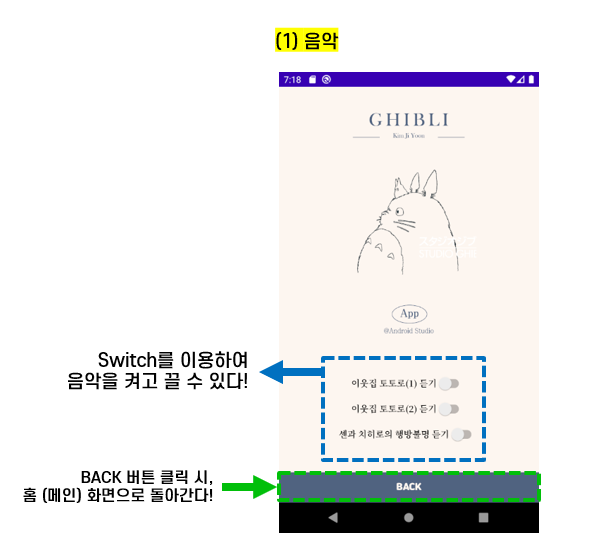 (1) 음악
7:18
GHIBLI
Kim Ji Yoon
App
@Android Studio
Switch를 이용하여
음악을 켜고 끌 수 있다!
이웃집 토토로(1) 듣기
이웃집 토토로(2) 듣기
센과 치히로의 행방불명 듣기
BACK 버튼 클릭 시,
홈 (메인) 화면으로 돌아간다!
BACK